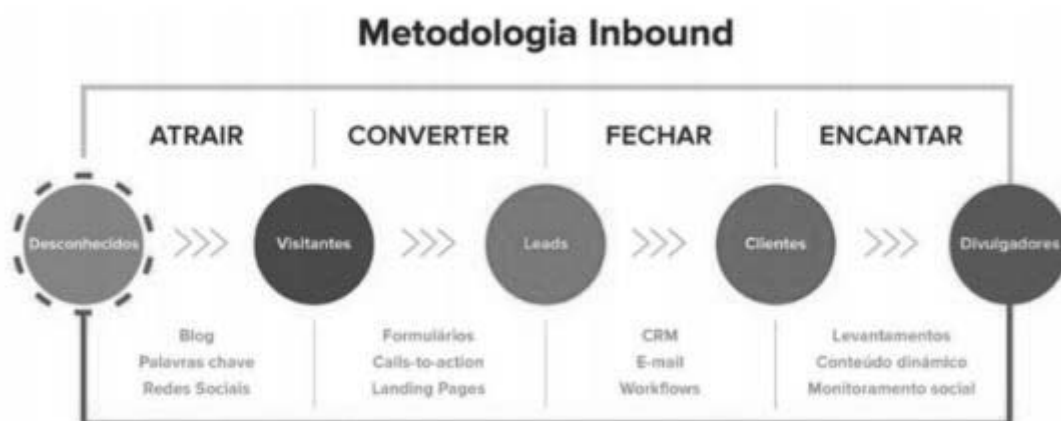 Metodologia Inbound
ATRAIR
CONVERTER
FECHAR
ENCANTAR
Desconhecidos
Visitantes
Leads
Clientes
Divulgadores
Blog
Palavras chave
Redes Sociais
Formulários
Calls-to-action
Landing Pages
CRM
E-mail
Workflows
Levantamentos
Conteúdo dinámico
Monitoramento social